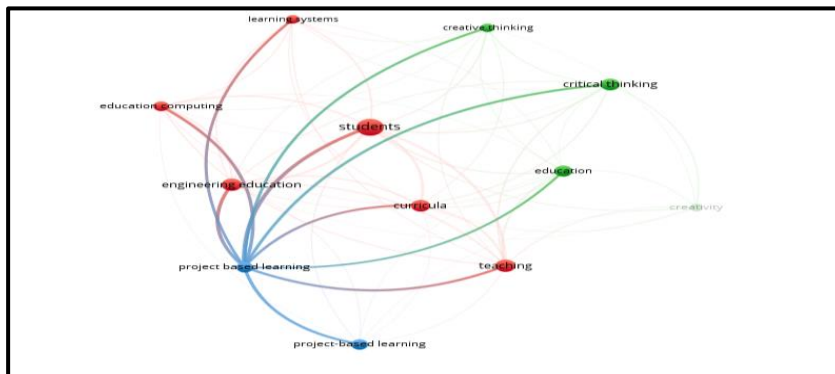 learning systems
creative thinking
critical thinking
education computing
students
education
engineering education
curricula
creativity
project based learning
teaching
project-based learning